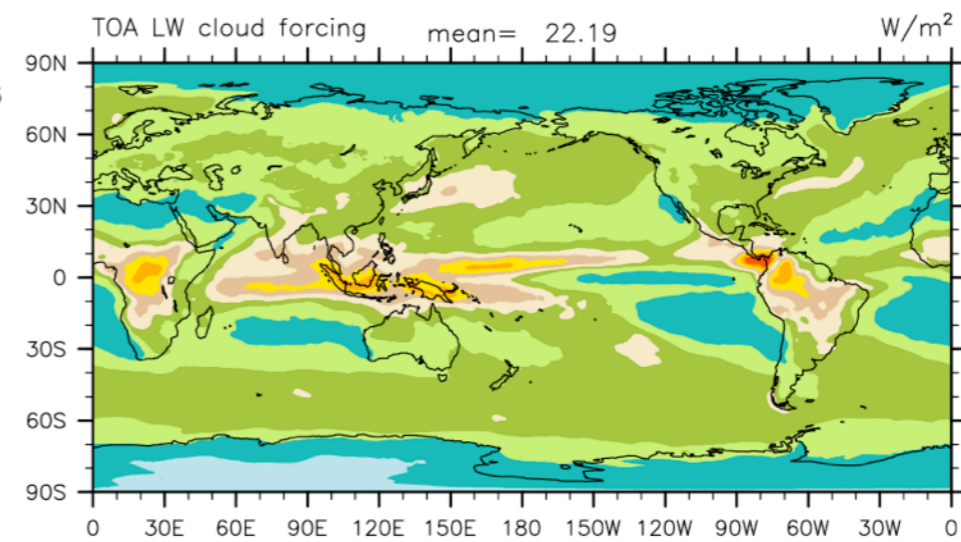 TOA LW cloud forcing mean= 22.19 W/m²
90N
60N
30N
0
30S
60S
90S
0 30E 60E 90E 120E 150E 180 150W 120W 90W 60W 30W 0